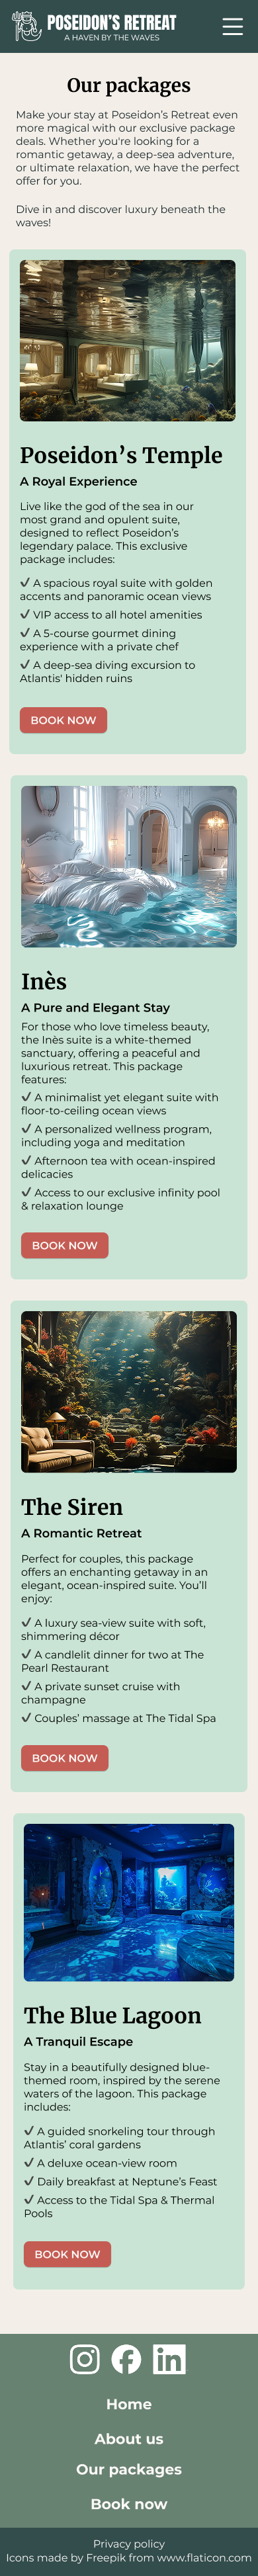 POSEIDON'S RETREAT
A HAVEN BY THE WAVES
Our packages
Make your stay at Poseidon's Retreat even
more magical with our exclusive package
deals. Whether you're looking for a
romantic getaway, a deep-sea adventure,
or ultimate relaxation, we have the perfect
offer for you.
Dive in and discover luxury beneath the
waves!
Poseidon's Temple
A Royal Experience
Live like the god of the sea in our
most grand and opulent suite,
designed to reflect Poseidon's
legendary palace. This exclusive
package includes:
✓ A spacious royal suite with golden
accents and panoramic ocean views
✓ VIP access to all hotel amenities
✓ A 5-course gourmet dining
experience with a private chef
✓ A deep-sea diving excursion to
Atlantis' hidden ruins
BOOK NOW
Inès
A Pure and Elegant Stay
For those who love timeless beauty,
the Inès suite is a white-themed
sanctuary, offering a peaceful and
luxurious retreat. This package
features:
✓ A minimalist yet elegant suite with
floor-to-ceiling ocean views
✓ A personalized wellness program,
including yoga and meditation
✓ Afternoon tea with ocean-inspired
delicacies
✓ Access to our exclusive infinity pool
& relaxation lounge
BOOK NOW
The Siren
A Romantic Retreat
Perfect for couples, this package
offers an enchanting getaway in an
elegant, ocean-inspired suite. You'll
enjoy:
✓ A luxury sea-view suite with soft,
shimmering décor
✓ A candlelit dinner for two at The
Pearl Restaurant
✓ A private sunset cruise with
champagne
✓ Couples' massage at The Tidal Spa
BOOK NOW
The Blue Lagoon
A Tranquil Escape
Stay in a beautifully designed blue-
themed room, inspired by the serene
waters of the lagoon. This package
includes:
✓ A guided snorkeling tour through
Atlantis' coral gardens
✓ A deluxe ocean-view room
✓ Daily breakfast at Neptune's Feast
✓ Access to the Tidal Spa & Thermal
Pools
BOOK NOW
in
Home
About us
Our packages
Book now
Privacy policy
Icons made by Freepik from www.flaticon.com